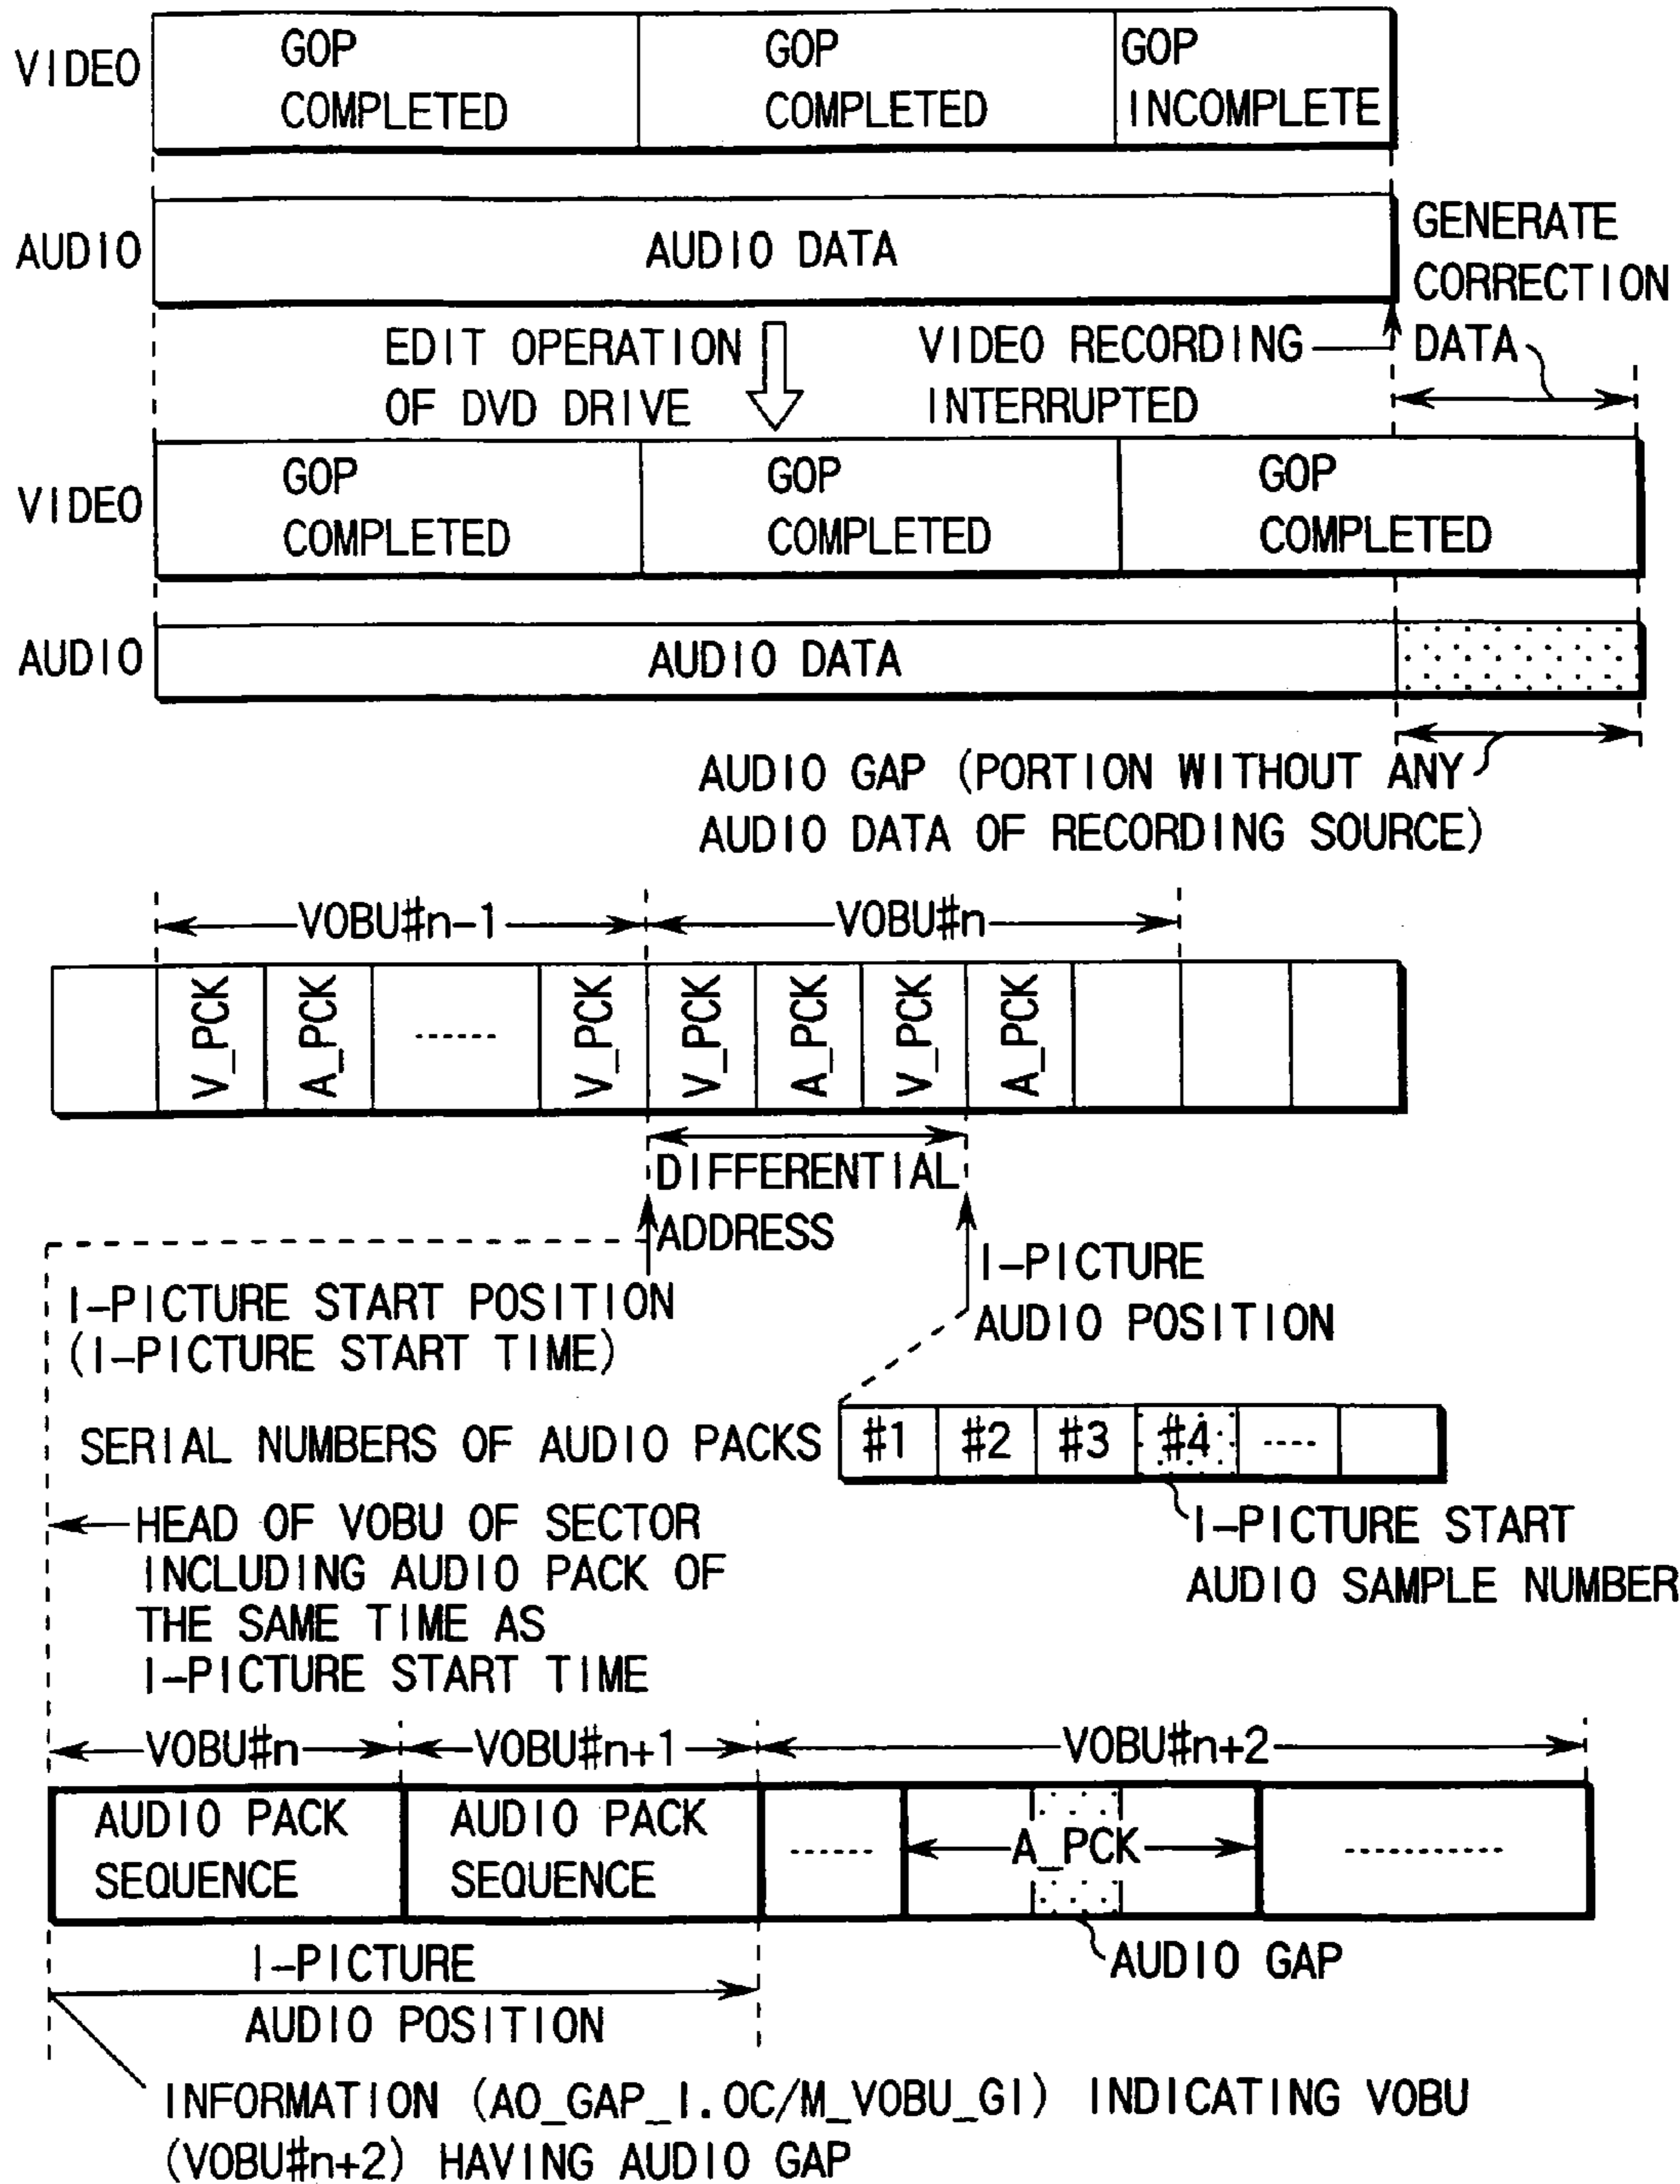 VIDEO
GOP
COMPLETED
GOP
COMPLETED
GOP
INCOMPLETE
AUDIO
AUDIO DATA
GENERATE
CORRECTION
DATA
EDIT OPERATION
OF DVD DRIVE
VIDEO RECORDING
INTERRUPTED
VIDEO
GOP
COMPLETED
GOP
COMPLETED
GOP
COMPLETED
AUDIO
AUDIO DATA
AUDIO GAP (PORTION WITHOUT ANY
AUDIO DATA OF RECORDING SOURCE)
VOBU#n-1
VOBU#n
V_PCK
A_PCK
V_PCK
V_PCK
A_PCK
V_PCK
A_PCK
DIFFERENTIAL
ADDRESS
I-PICTURE START POSITION
(I-PICTURE START TIME)
I-PICTURE
AUDIO POSITION
SERIAL NUMBERS OF AUDIO PACKS
#1
#2
#3
#4
I-PICTURE START
AUDIO SAMPLE NUMBER
HEAD OF VOBU OF SECTOR
INCLUDING AUDIO PACK OF
THE SAME TIME AS
I-PICTURE START TIME
VOBU#n
VOBU#n+1
VOBU#n+2
AUDIO PACK
SEQUENCE
AUDIO PACK
SEQUENCE
A_PCK
AUDIO GAP
I-PICTURE
AUDIO POSITION
INFORMATION (AO_GAP_I.OC/M_VOBU_GI) INDICATING VOBU
(VOBU#n+2) HAVING AUDIO GAP